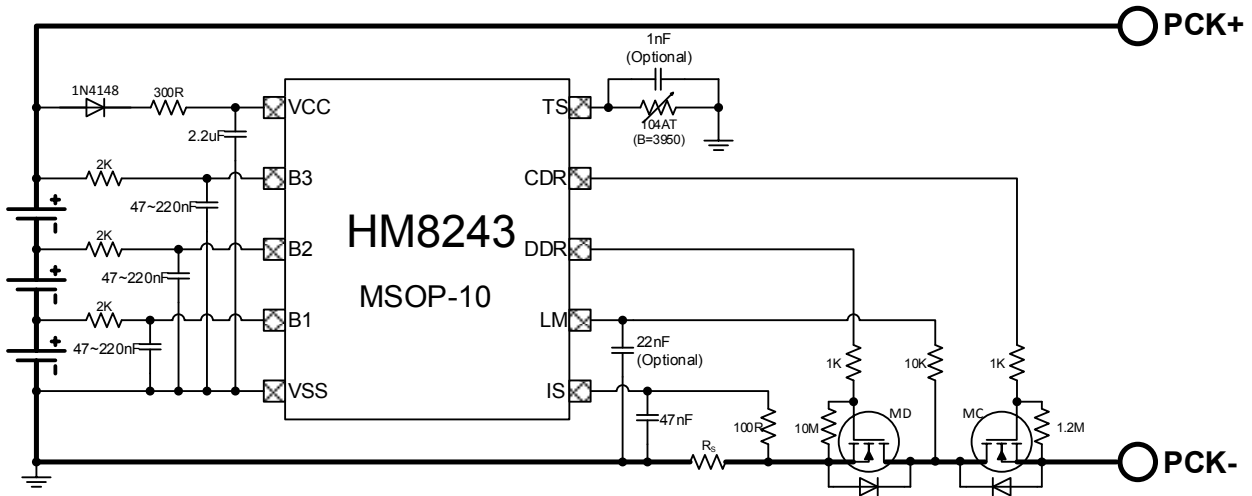 PCK+
1nF
(Optional)
1N4148
300R
VCC
TS
2.2uF
104AT
(B=3950)
2K
B3
CDR
47~220nF
HM8243
2K
B2
DDR
47~220nF
MSOP-10
2K
B1
LM
47~220nF
22nF
(Optional)
1K
10K
1K
VSS
IS
47nF
100R
10M
MD
MC
1.2M
RS
PCK-
+
+
+